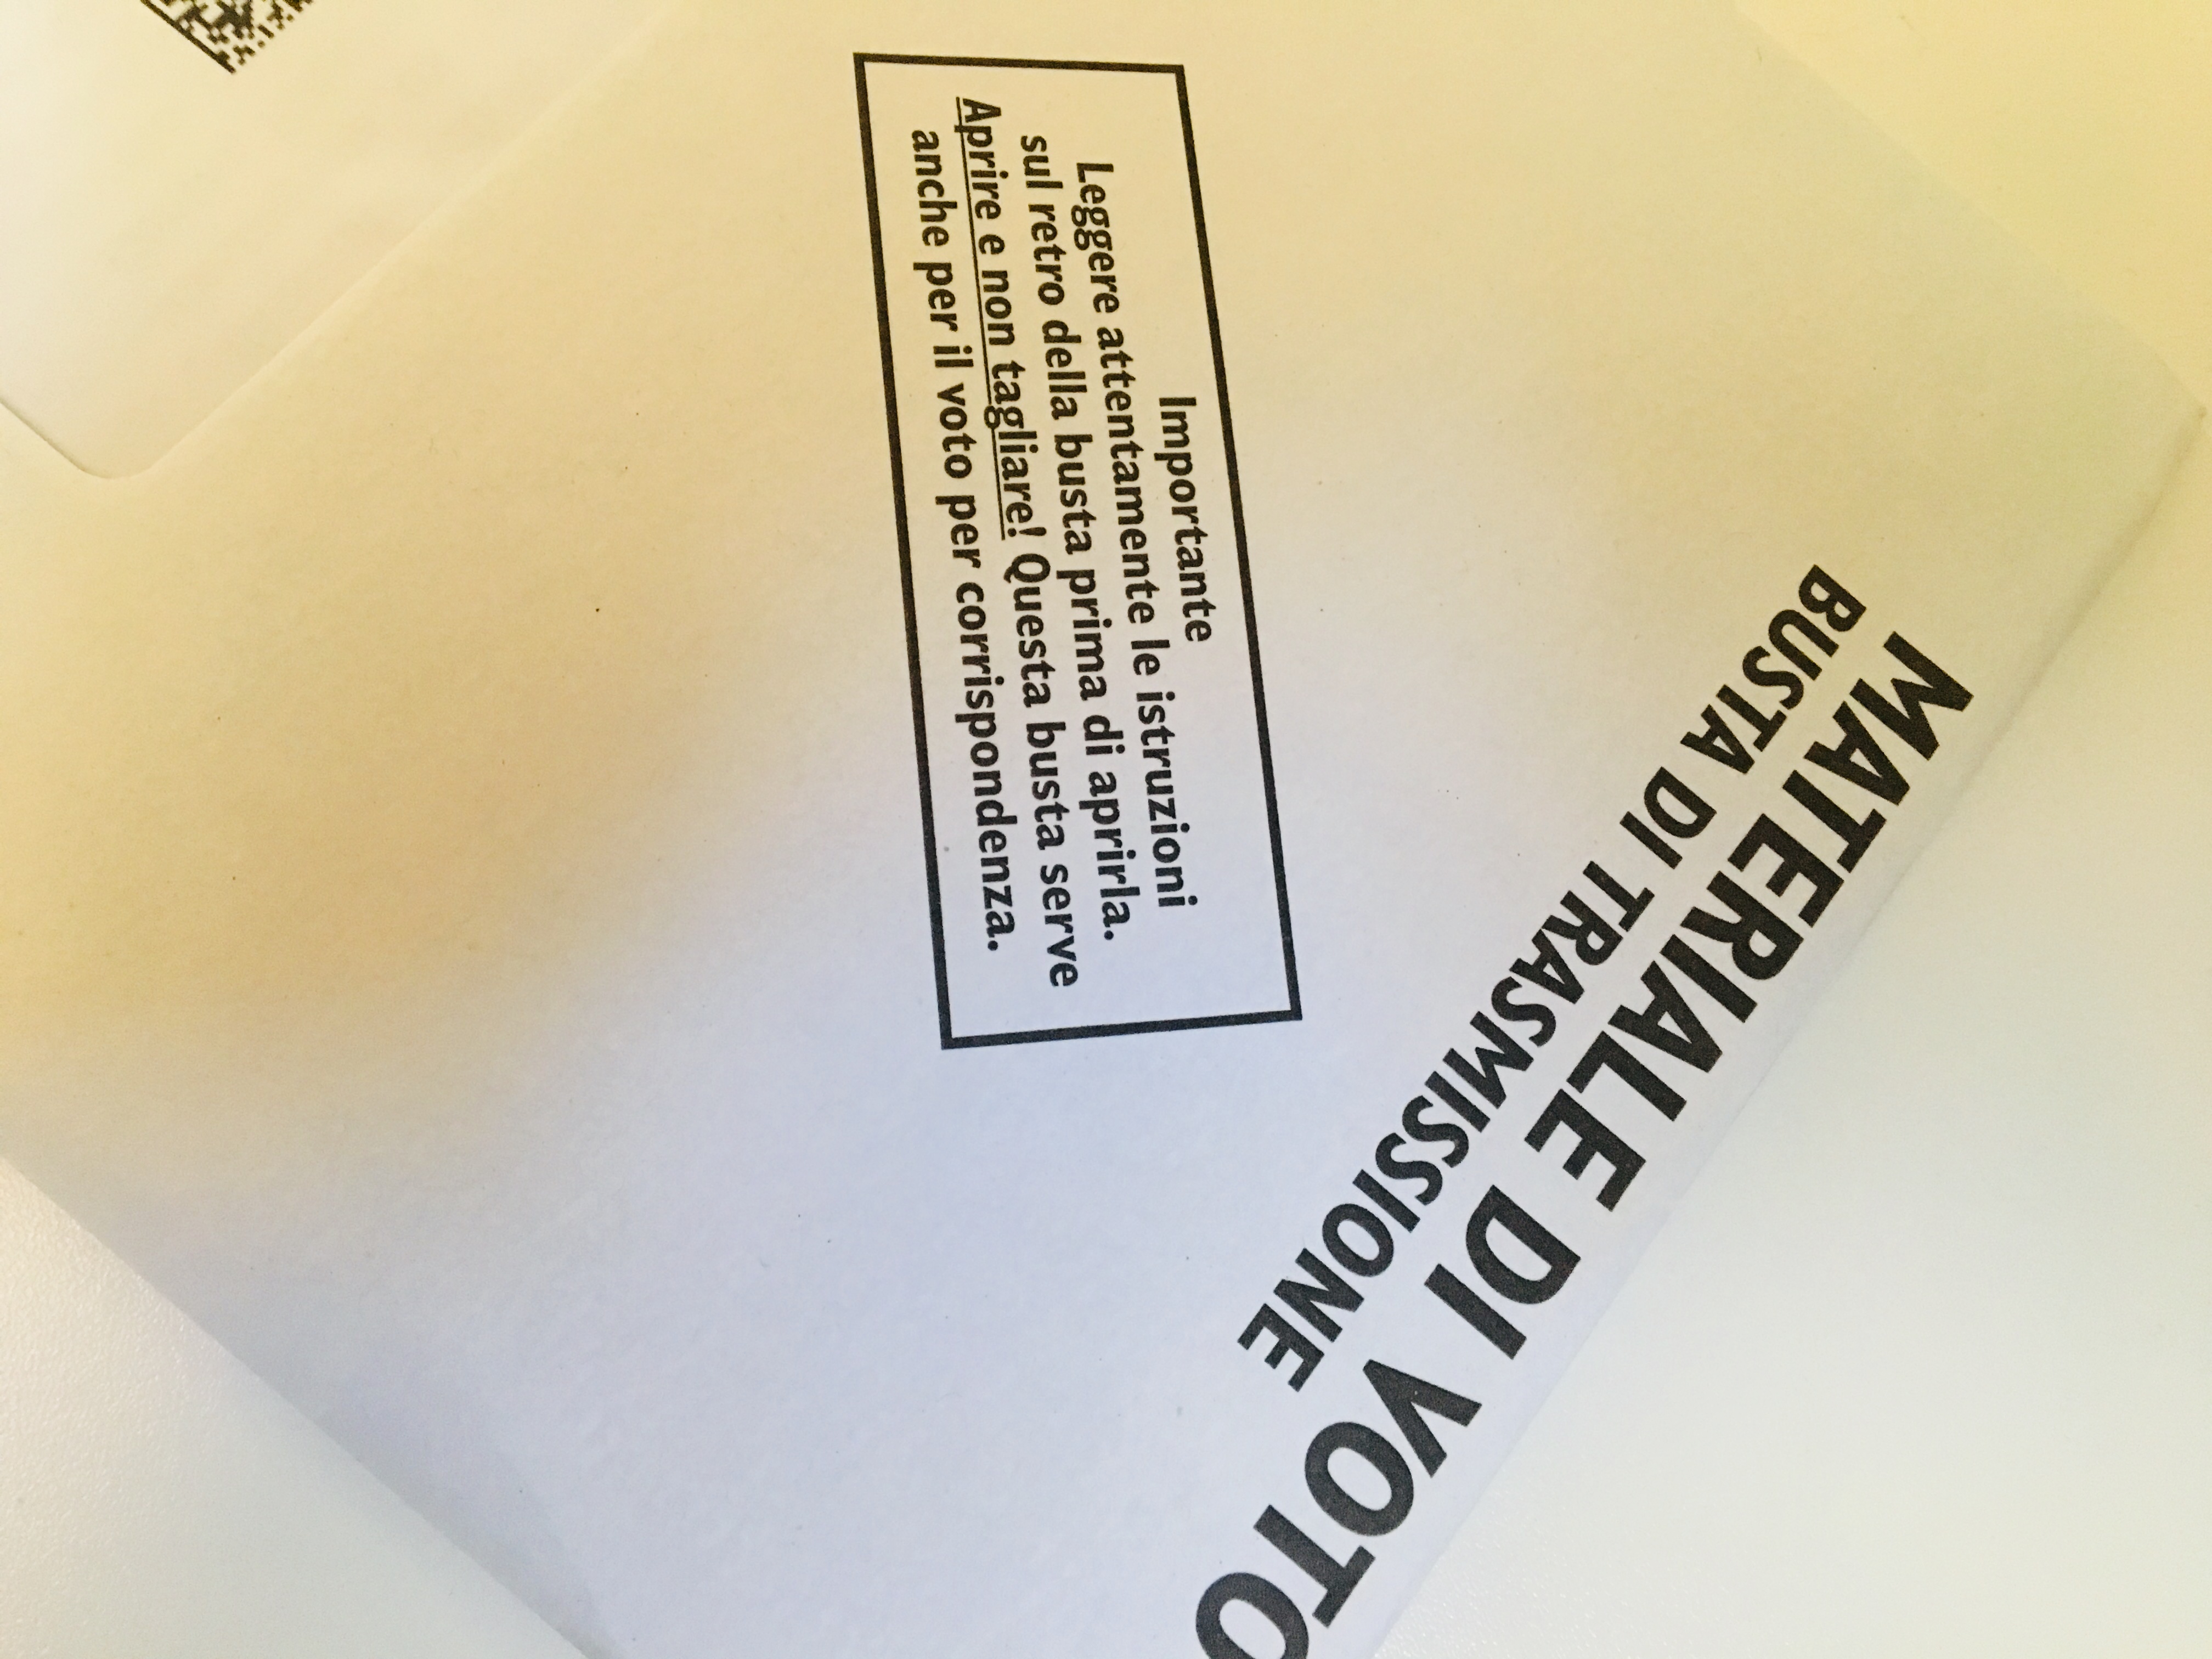 MATERIALE DI VOTO
BUSTA DI TRASMISSIONE
Importante
Leggere attentamente le istruzioni
sul retro della busta prima di aprirla.
Aprire e non tagliare! Questa busta serve
anche per il voto per corrispondenza.